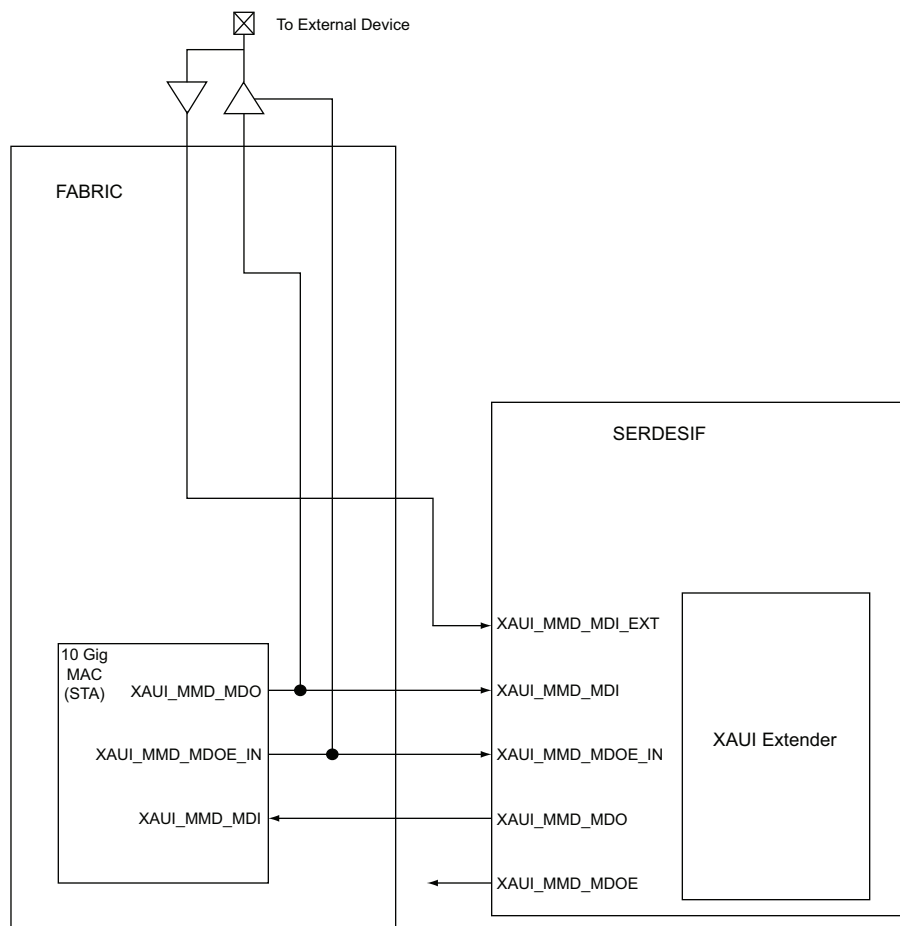 To External Device
FABRIC
SERDESIF
XAUI_MMD_MDI_EXT
10 Gig
MAC
(STA)
XAUI_MMD_MDO
XAUI_MMD_MDI
XAUI_MMD_MDOE_IN
XAUI_MMD_MDOE_IN
XAUI Extender
XAUI_MMD_MDI
XAUI_MMD_MDO
XAUI_MMD_MDOE